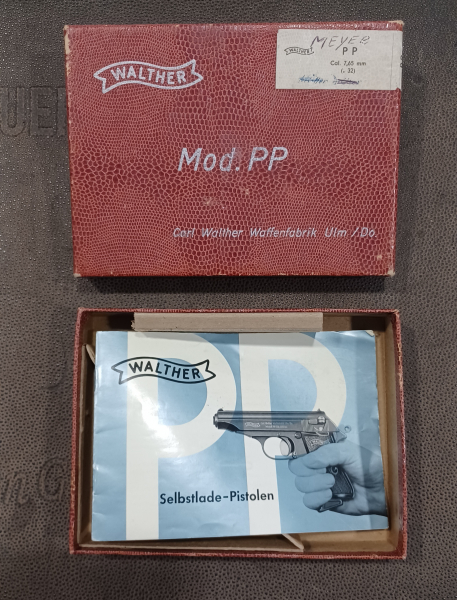 WALTHER
MEYER
WALTHER
PP
Cal. 7,65 mm
(. 32)
Mod. PP
Carl Walther Waffenfabrik Ulm /Do.
PP
WALTHER
Selbstlade-Pistolen